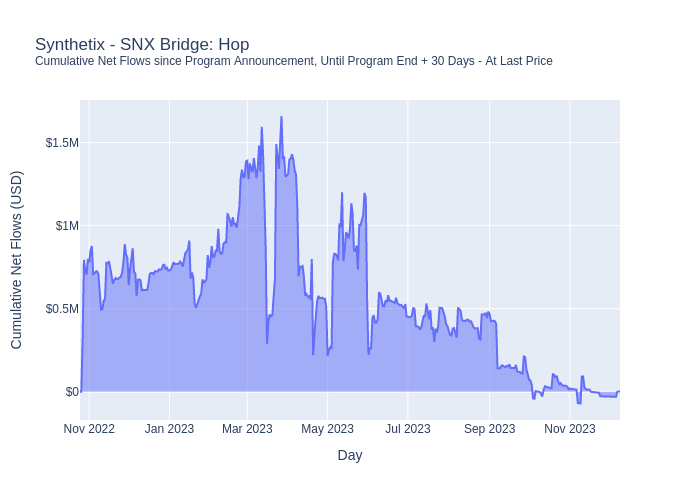 Synthetix - SNX Bridge: Hop
Cumulative Net Flows since Program Announcement, Until Program End + 30 Days - At Last Price
Cumulative Net Flows (USD)
$1.5M
$1M
$0.5M
$0
Nov 2022 Jan 2023 Mar 2023 May 2023 Jul 2023 Sep 2023 Nov 2023
Day